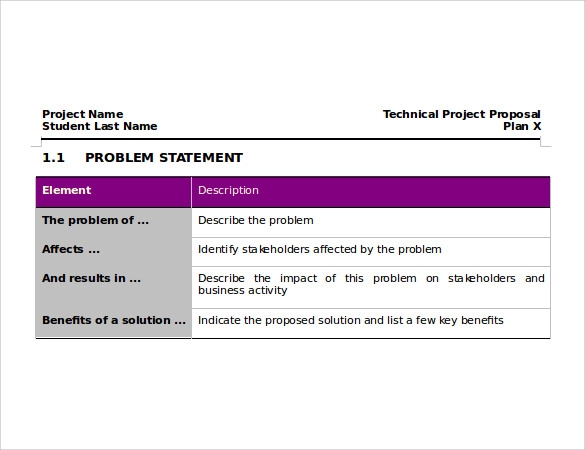 Project Name Technical Project Proposal
Student Last Name Plan X
1.1 PROBLEM STATEMENT
Element Description
The problem of ... Describe the problem
Affects ... Identify stakeholders affected by the problem
And results in ... Describe the impact of this problem on stakeholders and
business activity
Benefits of a solution ... Indicate the proposed solution and list a few key benefits